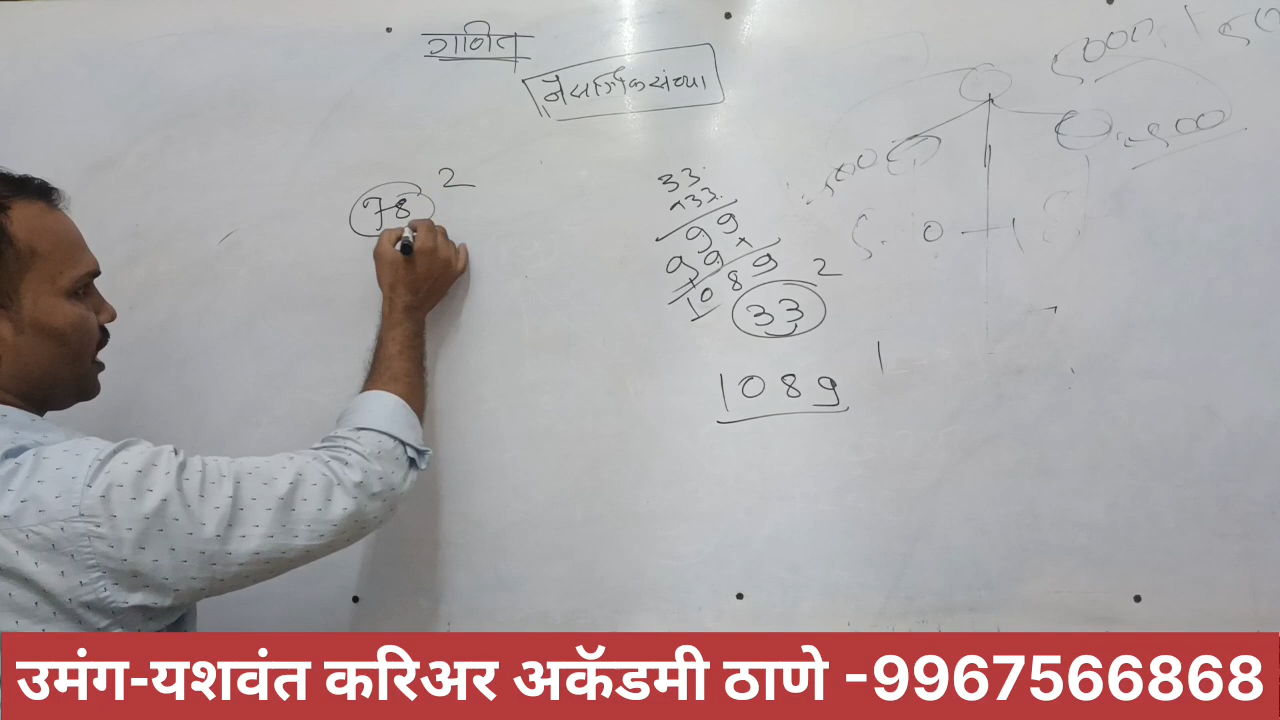 गणित
नैसर्गिक संख्या
78 2
33
×33
99
99×
1089
33 2
1089
उमंग-यशवंत करिअर अकॅडमी ठाणे -9967566868